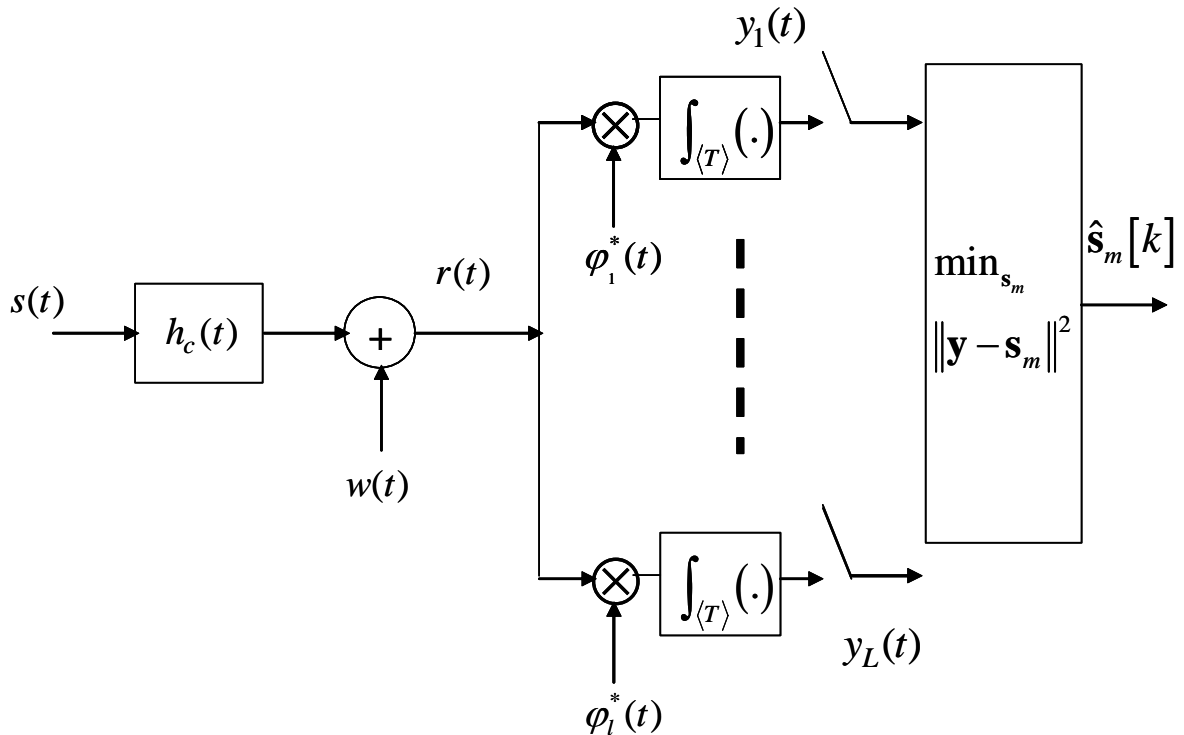 y₁(t)
∫⟨T⟩(.)
φ₁*(t)
r(t)
s(t)
h_c(t)
+
w(t)
min_{𝐬_m}
‖𝐲 − 𝐬_m‖²
𝐬̂_m[k]
∫⟨T⟩(.)
y_L(t)
φ_l*(t)